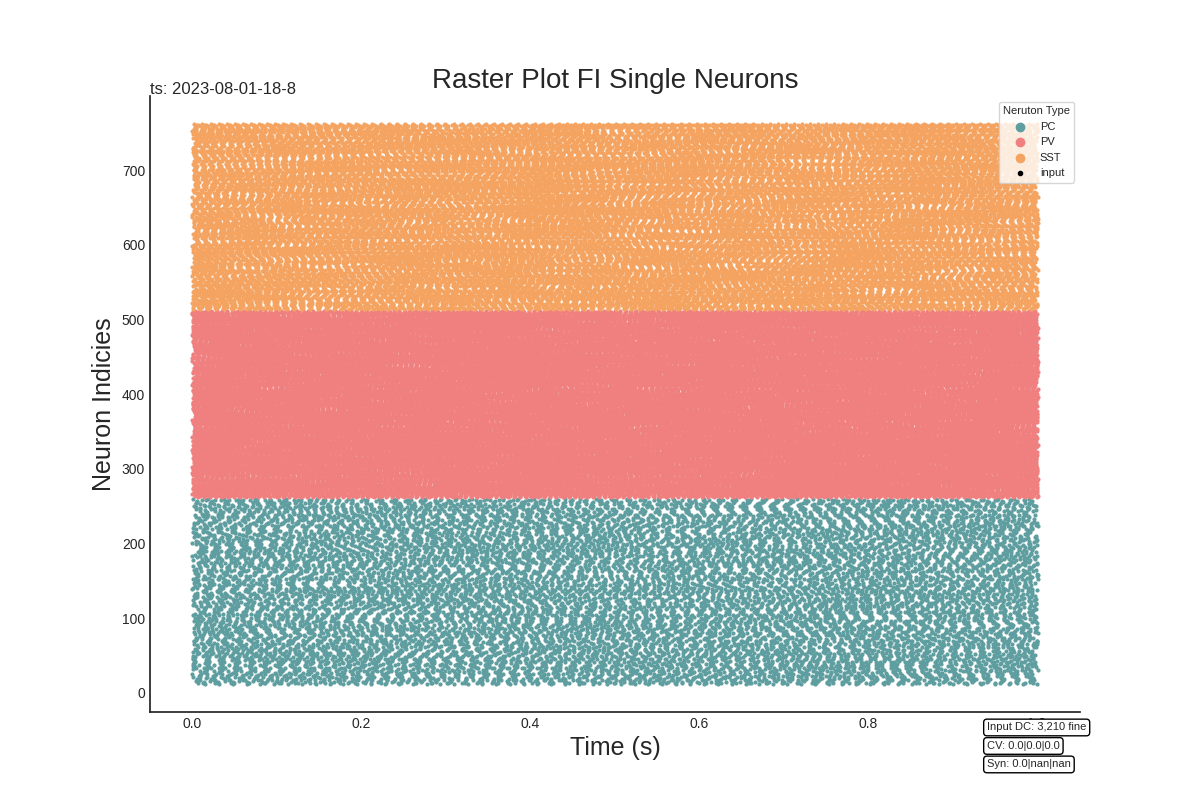 Raster Plot FI Single Neurons
ts: 2023-08-01-18-8
Neruton Type
PC
PV
SST
input
Neuron Indicies
700
600
500
400
300
200
100
0
0.0 0.2 0.4 0.6 0.8
Time (s)
Input DC: 3,210 fine
CV: 0.0|0.0|0.0
Syn: 0.0|nan|nan